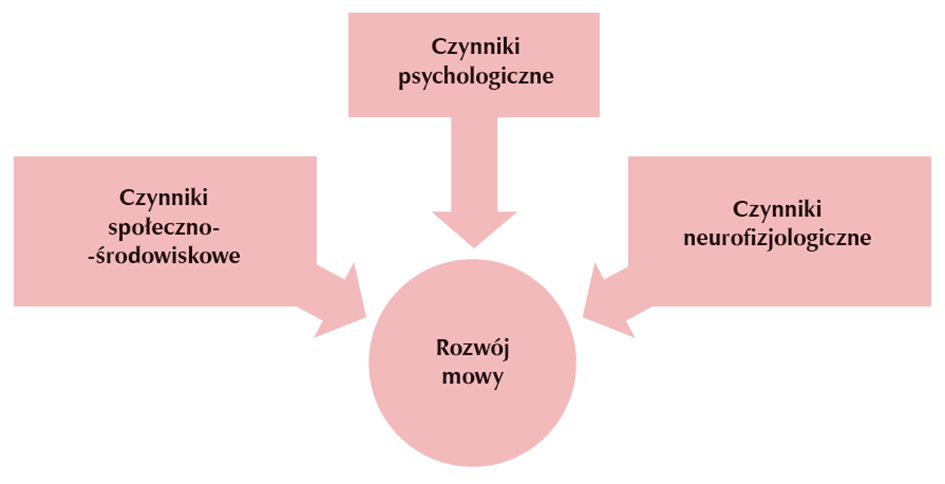 Czynniki
psychologiczne
Czynniki
społeczno-
-środowiskowe
Czynniki
neurofizjologiczne
Rozwój
mowy